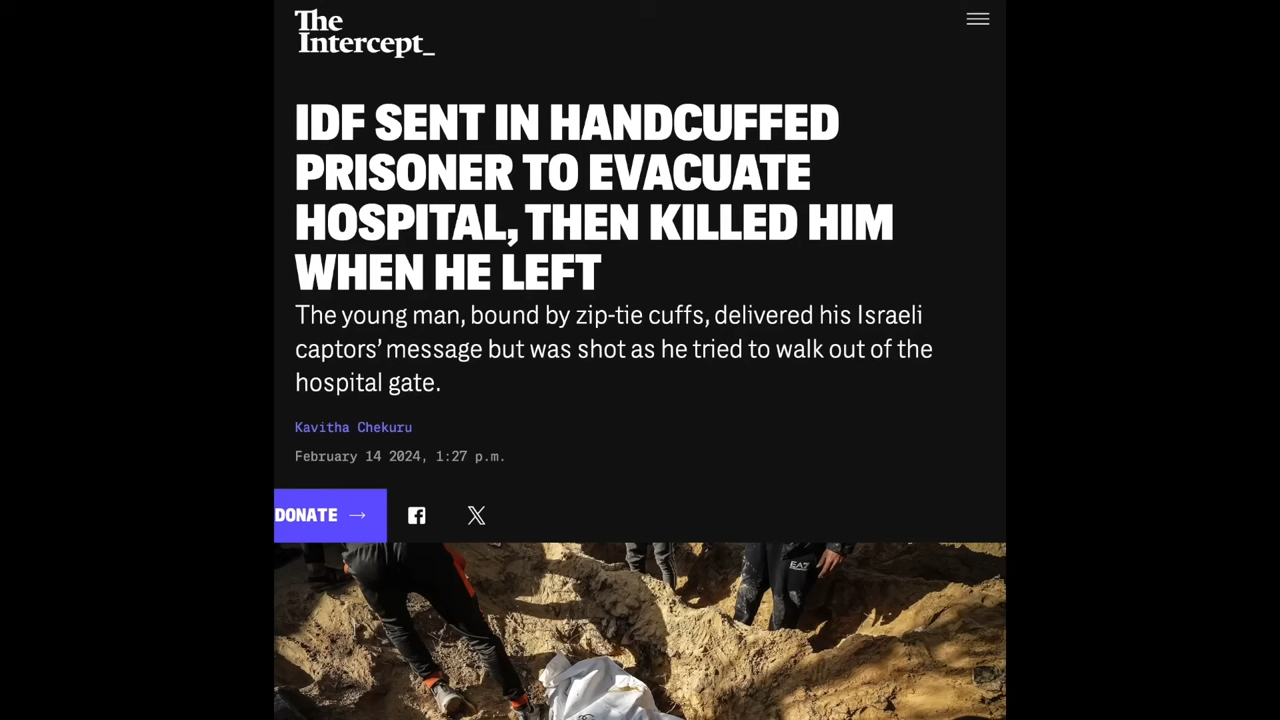 The
Intercept_
IDF SENT IN HANDCUFFED
PRISONER TO EVACUATE
HOSPITAL, THEN KILLED HIM
WHEN HE LEFT
The young man, bound by zip-tie cuffs, delivered his Israeli
captors’ message but was shot as he tried to walk out of the
hospital gate.
Kavitha Chekuru
February 14 2024, 1:27 p.m.
DONATE →
EA7